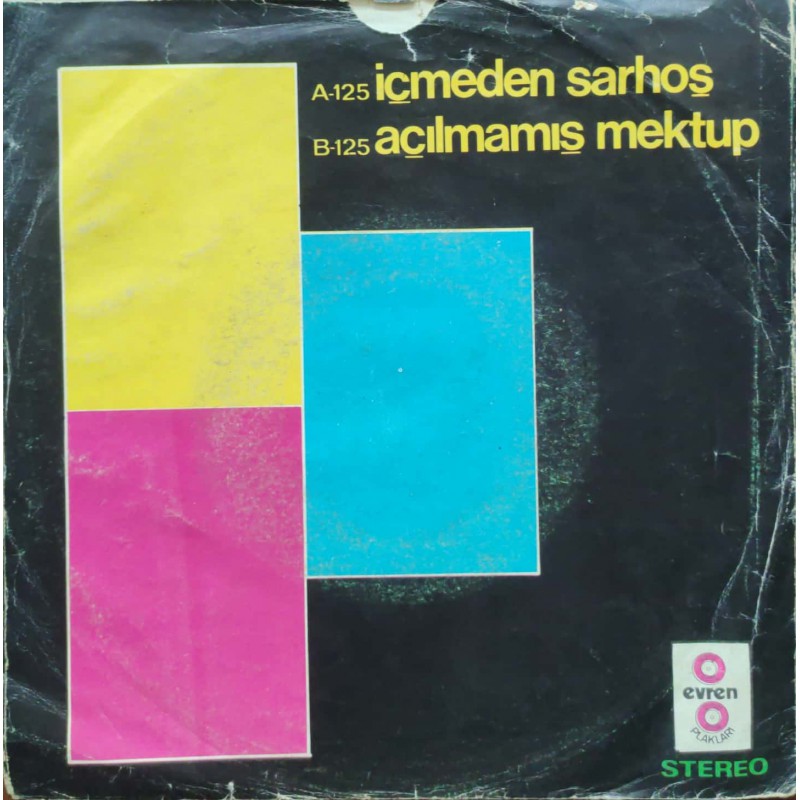 A-125 içmeden sarhoş
B-125 açılmamış mektup
evren
PLAKLARI
STEREO